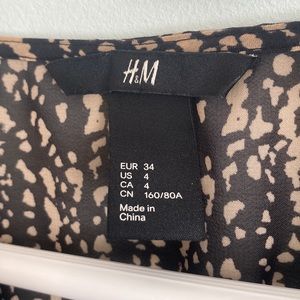 H&M
EUR 34
US 4
CA 4
CN 160/80A
Made in
China